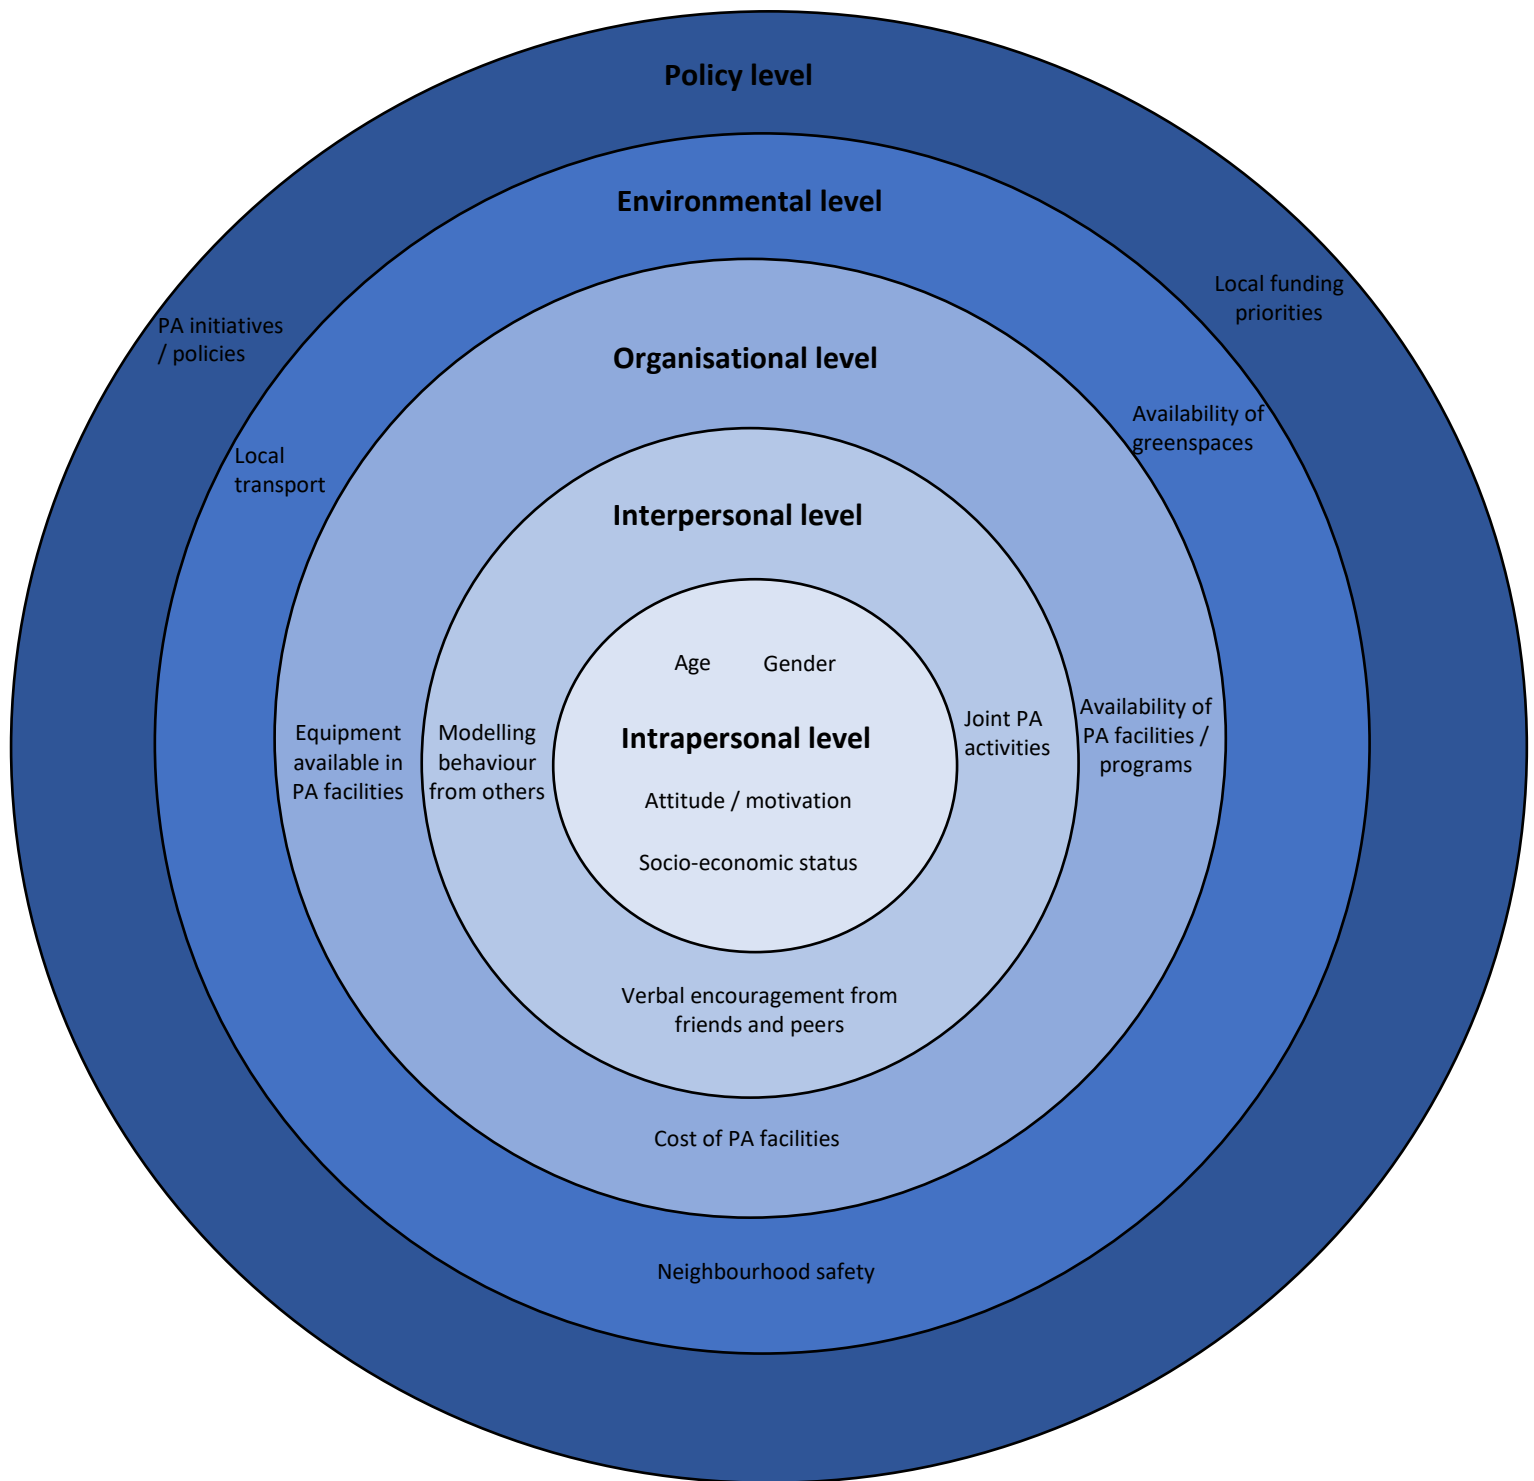 Policy level
Environmental level
Local funding
priorities
PA initiatives
/ policies
Organisational level
Availability of
greenspaces
Local
transport
Interpersonal level
Age
Gender
Equipment
available in
PA facilities
Modelling
behaviour
from others
Intrapersonal level
Joint PA
activities
Availability of
PA facilities /
programs
Attitude / motivation
Socio-economic status
Verbal encouragement from
friends and peers
Cost of PA facilities
Neighbourhood safety